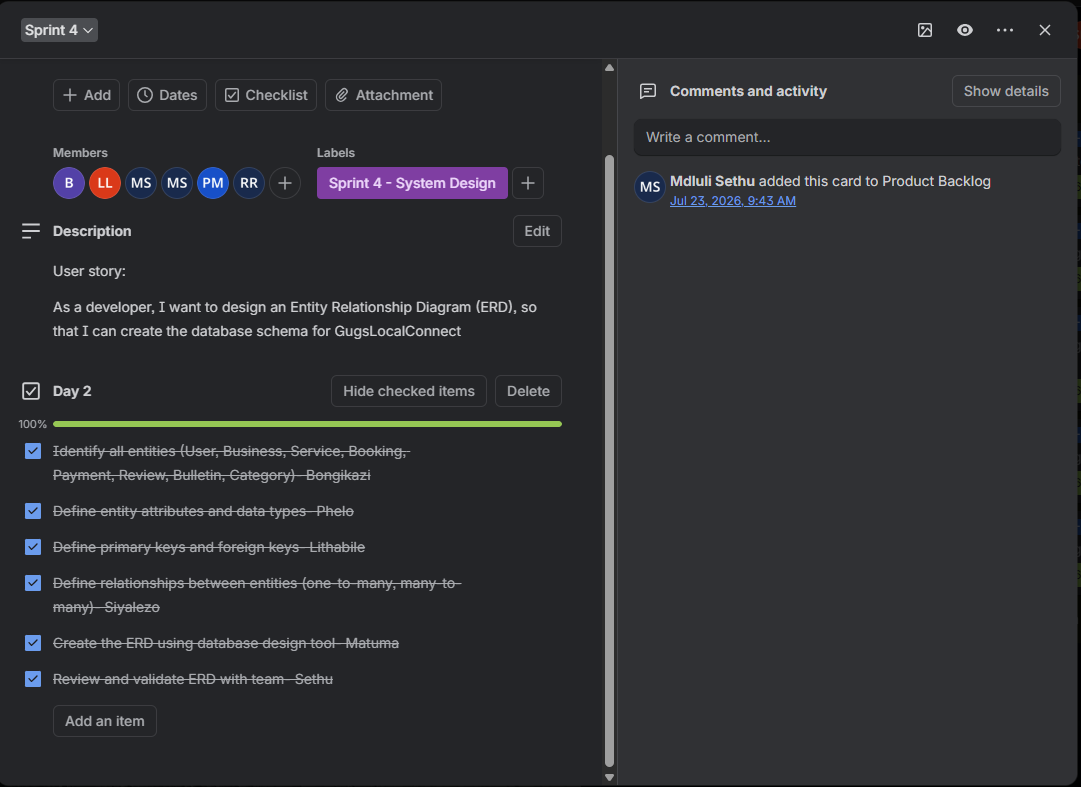 Sprint 4
Add
Dates
Checklist
Attachment
Members
Labels
B
LL
MS
MS
PM
RR
Sprint 4 - System Design
Description
Edit
User story:
As a developer, I want to design an Entity Relationship Diagram (ERD), so
that I can create the database schema for GugsLocalConnect
Day 2
Hide checked items
Delete
100%
Identify all entities (User, Business, Service, Booking,
Payment, Review, Bulletin, Category) - Bongikazi
Define entity attributes and data types - Phelo
Define primary keys and foreign keys - Lithabile
Define relationships between entities (one-to-many, many-to-
many) - Siyalezo
Create the ERD using database design tool - Matuma
Review and validate ERD with team - Sethu
Add an item
Comments and activity
Show details
Write a comment...
MS
Mdluli Sethu added this card to Product Backlog
Jul 23, 2026, 9:43 AM